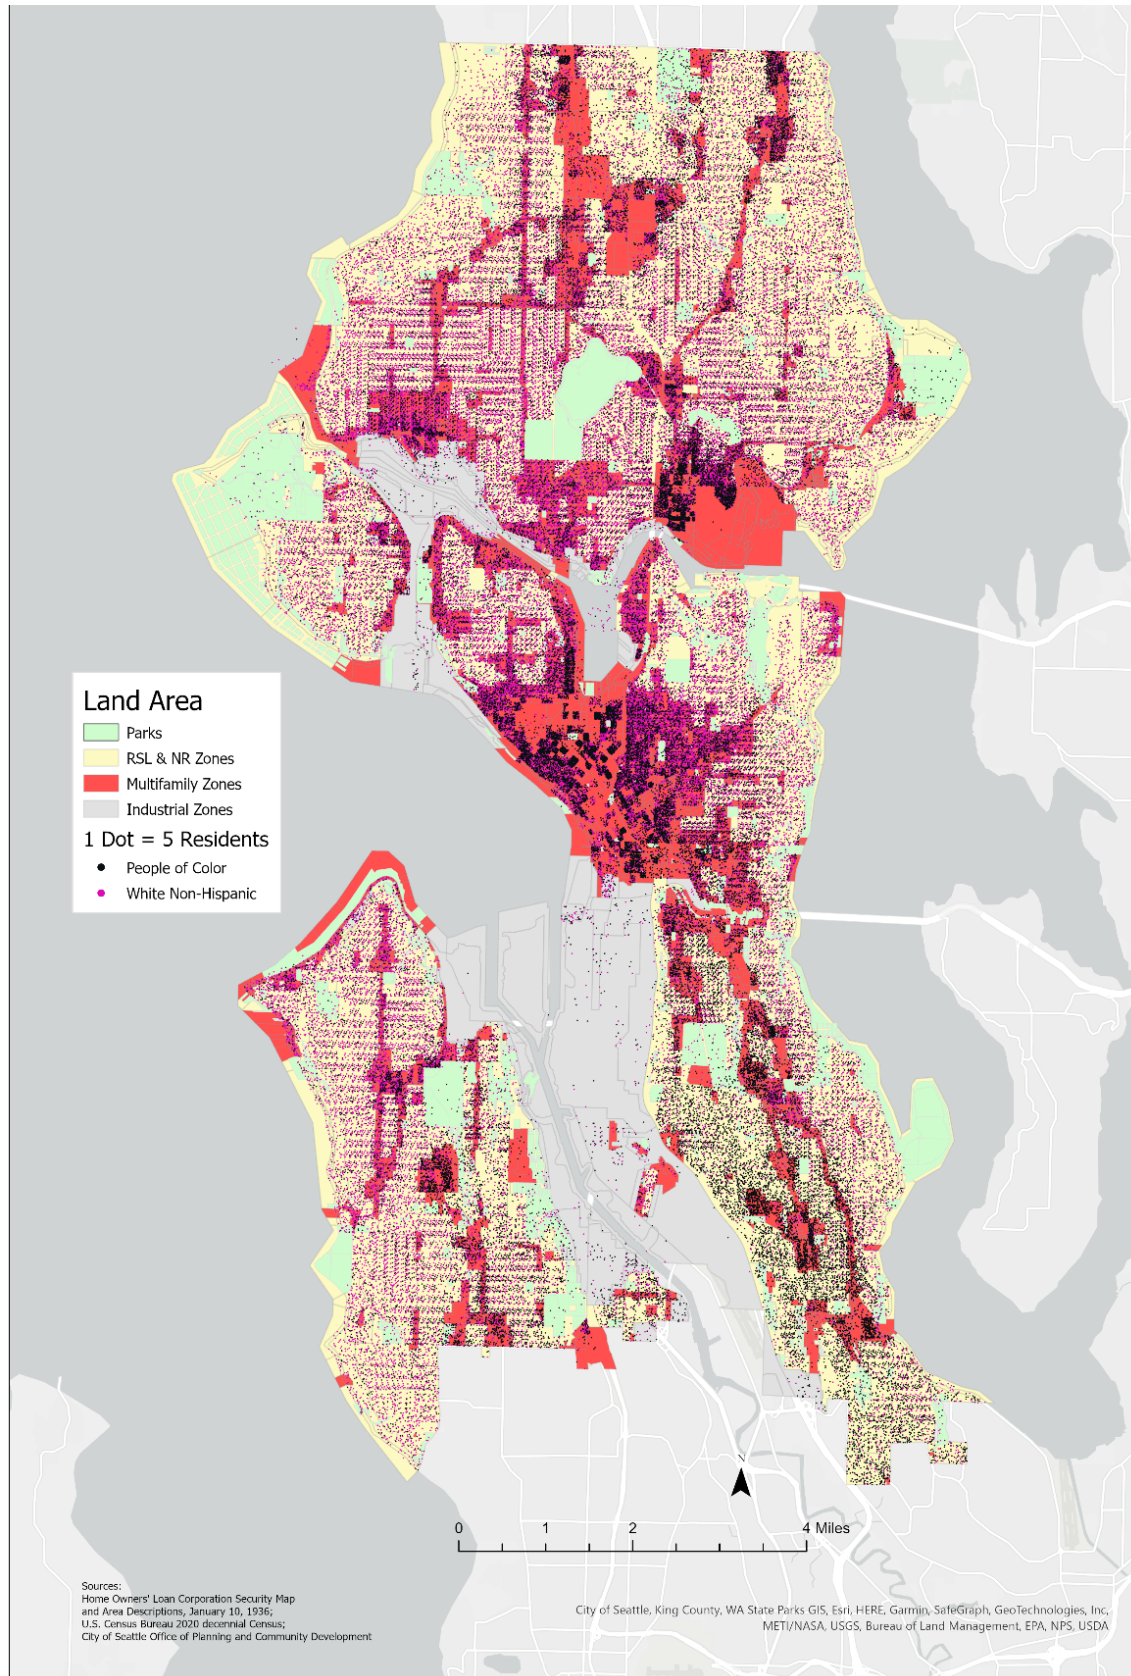 Land Area
Parks
RSL & NR Zones
Multifamily Zones
Industrial Zones
1 Dot = 5 Residents
People of Color
White Non-Hispanic
N
0 1 2 4 Miles
Sources:
Home Owners' Loan Corporation Security Map
and Area Descriptions, January 10, 1936;
U.S. Census Bureau 2020 decennial Census;
City of Seattle Office of Planning and Community Development
City of Seattle, King County, WA State Parks GIS, Esri, HERE, Garmin, SafeGraph, GeoTechnologies, Inc,
METI/NASA, USGS, Bureau of Land Management, EPA, NPS, USDA